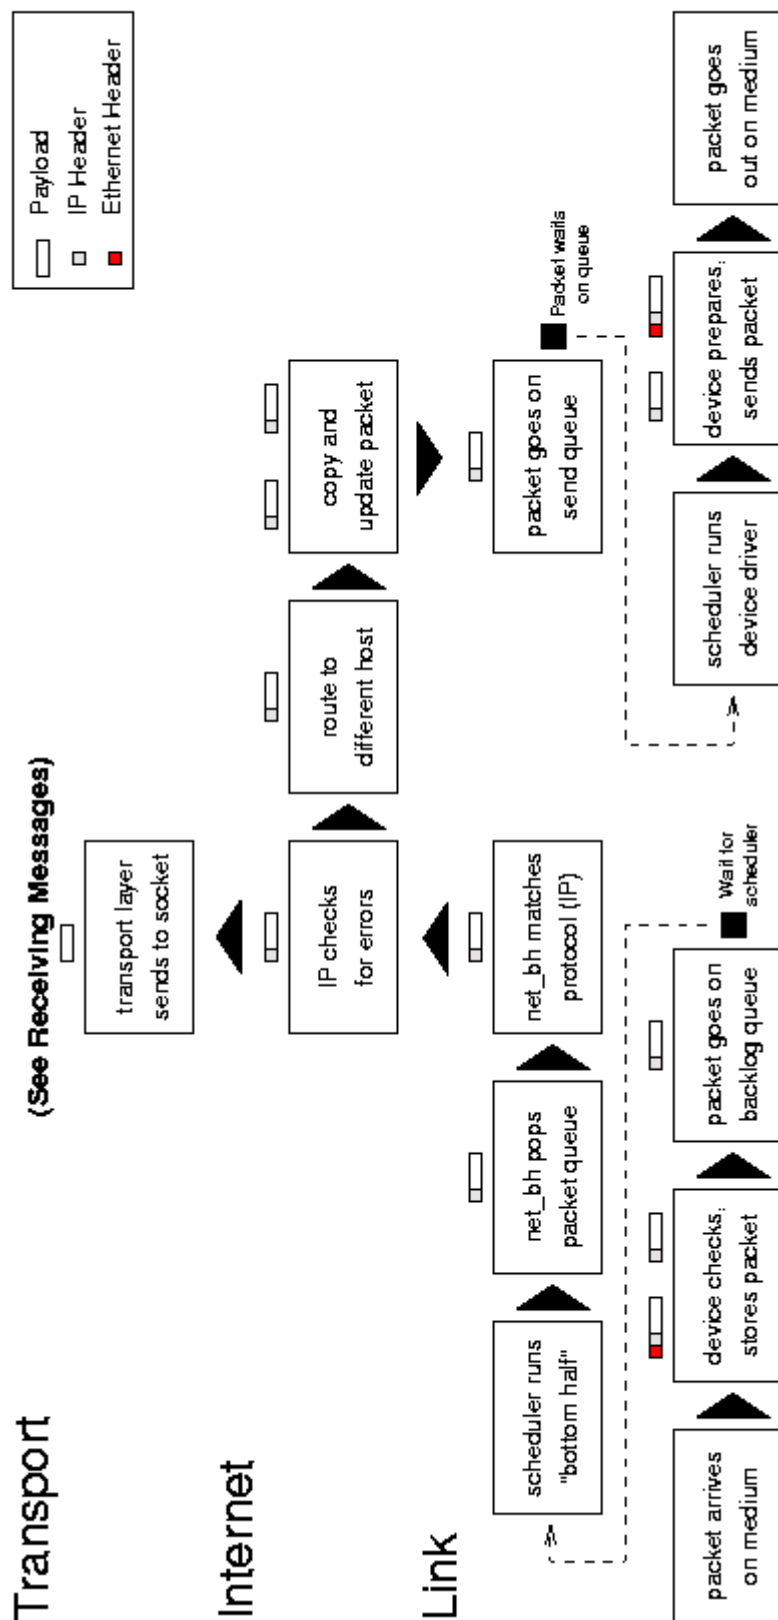 Transport
(See Receiving Messages)
Payload
IP Header
Ethernet Header
transport layer
sends to socket
Internet
IP checks
for errors
route to
different host
copy and
update packet
Link
scheduler runs
"bottom half"
net_bh pops
packet queue
net_bh matches
protocol (IP)
packet goes on
send queue
Packet waits
on queue
packet arrives
on medium
device checks,
stores packet
packet goes on
backlog queue
Wait for
scheduler
scheduler runs
device driver
device prepares,
sends packet
packet goes
out on medium